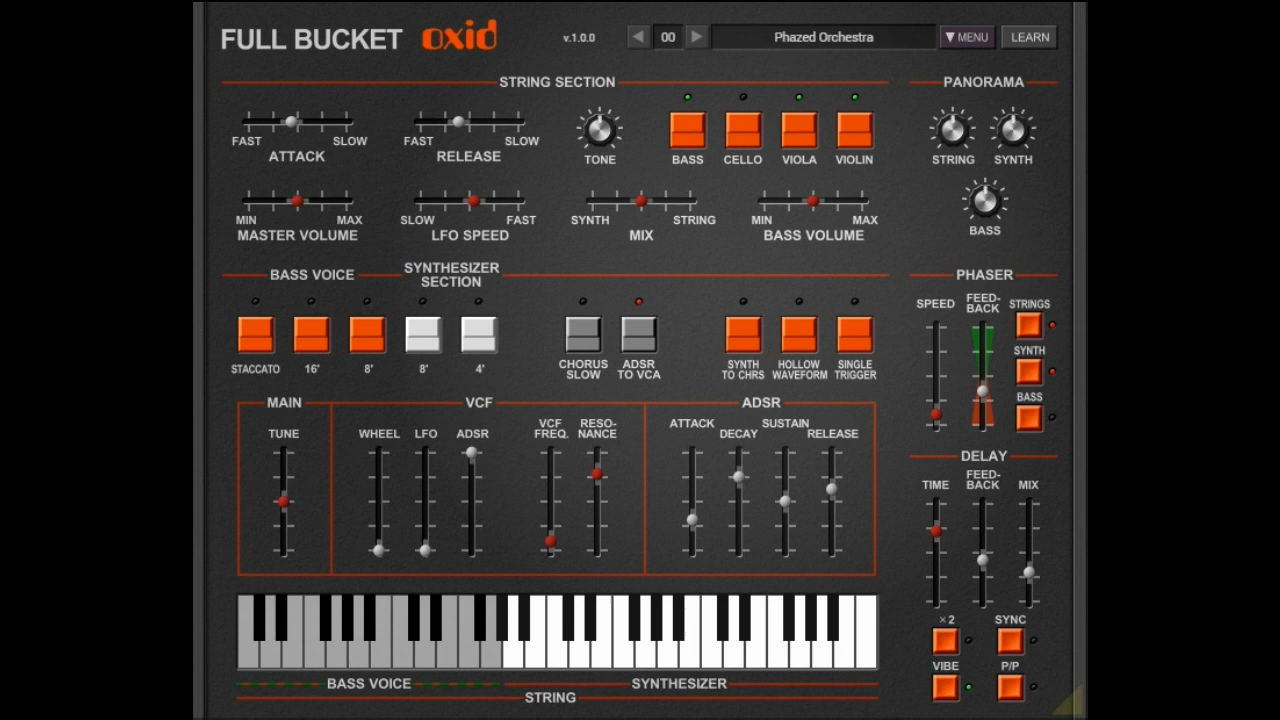 FULL BUCKET oxid v.1.0.0 00 Phazed Orchestra ▼ MENU LEARN
STRING SECTION
FAST SLOW
ATTACK
FAST SLOW
RELEASE
TONE
BASS CELLO VIOLA VIOLIN
MIN MAX
MASTER VOLUME
SLOW FAST
LFO SPEED
SYNTH STRING
MIX
MIN MAX
BASS VOLUME
PANORAMA
STRING SYNTH
BASS
BASS VOICE
SYNTHESIZER
SECTION
STACCATO 16' 8' 8' 4'
CHORUS
SLOW
ADSR
TO VCA
SYNTH
TO CHRS
HOLLOW
WAVEFORM
SINGLE
TRIGGER
PHASER
SPEED
FEED-
BACK
STRINGS
SYNTH
BASS
MAIN
TUNE
VCF
WHEEL LFO ADSR
VCF
FREQ.
RESO-
NANCE
ADSR
ATTACK
DECAY
SUSTAIN
RELEASE
DELAY
TIME
FEED-
BACK
MIX
×2 SYNC
VIBE P/P
BASS VOICE SYNTHESIZER
STRING